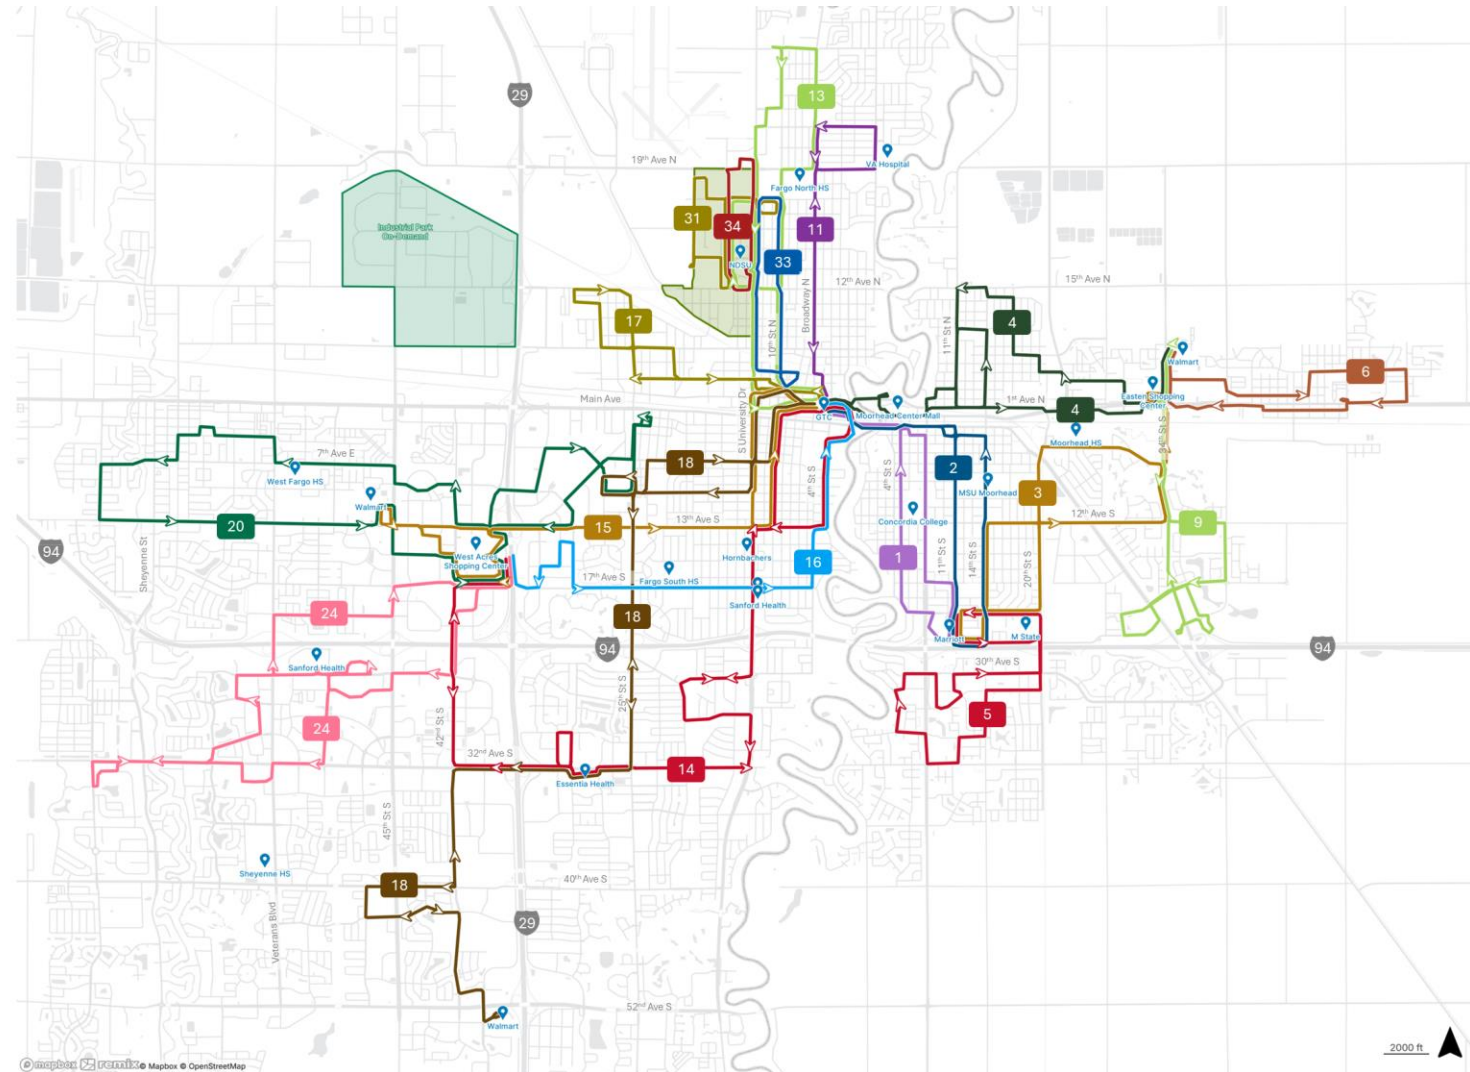 29
13
19th Ave N
VA Hospital
Fargo North HS
31
34
11
Industrial Park
On-Demand
NDSU
33
12th Ave N
15th Ave N
Broadway N
17
4
11th St N
10th St N
Walmart
6
Main Ave
S University Dr
Easten Shopping
Center
1st Ave N
4
GTC
Moorhead Center Mall
Moorhead HS
34th St S
7th Ave E
18
West Fargo HS
4th St S
4th St S
2
MSU Moorhead
3
Walmart
20
15
13th Ave S
Concordia College
12th Ave S
9
94
Sheyenne St
West Acres
Shopping Center
Hornbachers
16
1
11th St S
14th St S
20th St S
17th Ave S
Fargo South HS
Sanford Health
24
18
Marriott
M State
94
94
Sanford Health
30th Ave S
25th St S
24
42nd St S
5
32nd Ave S
14
Essentia Health
45th St S
Sheyenne HS
18
40th Ave S
Veterans Blvd
29
52nd Ave S
Walmart
2000 ft
mapbox remix © Mapbox © OpenStreetMap